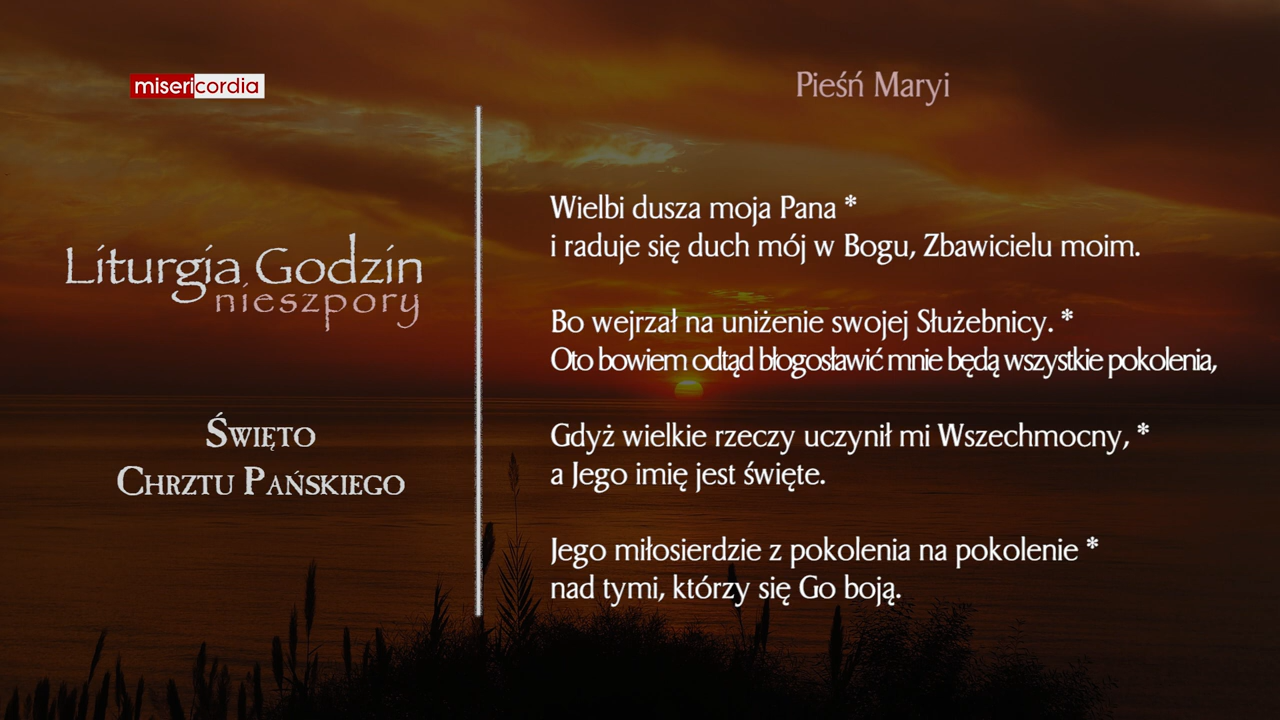 misericordia
Liturgia Godzin
nieszpory
Święto
Chrztu Pańskiego
Pieśń Maryi
Wielbi dusza moja Pana *
i raduje się duch mój w Bogu, Zbawicielu moim.
Bo wejrzał na uniżenie swojej Służebnicy. *
Oto bowiem odtąd błogosławić mnie będą wszystkie pokolenia,
Gdyż wielkie rzeczy uczynił mi Wszechmocny, *
a Jego imię jest święte.
Jego miłosierdzie z pokolenia na pokolenie *
nad tymi, którzy się Go boją.